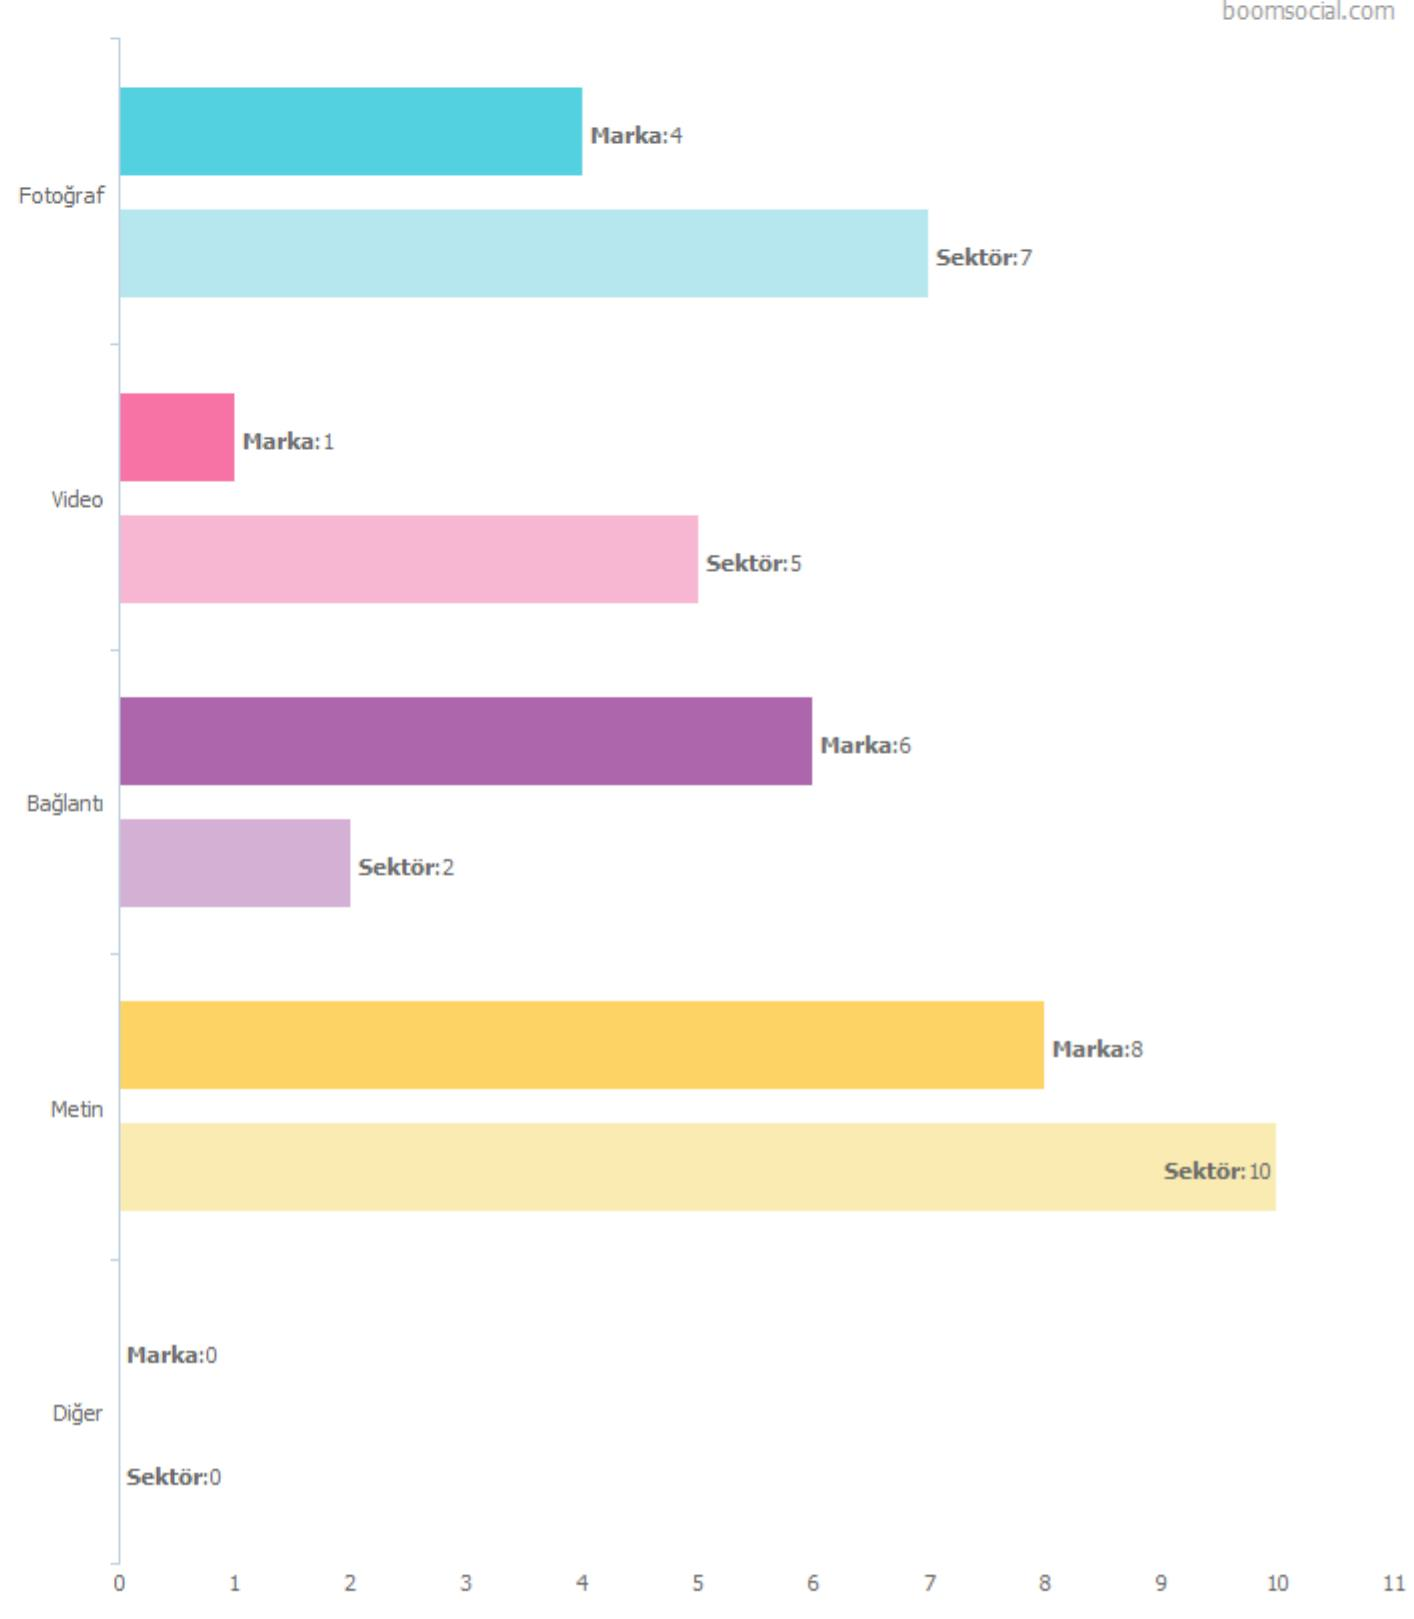 boomsocial.com
Marka:4
Fotoğraf
Sektör:7
Marka:1
Video
Sektör:5
Marka:6
Bağlantı
Sektör:2
Marka:8
Metin
Sektör:10
Marka:0
Diğer
Sektör:0
0 1 2 3 4 5 6 7 8 9 10 11